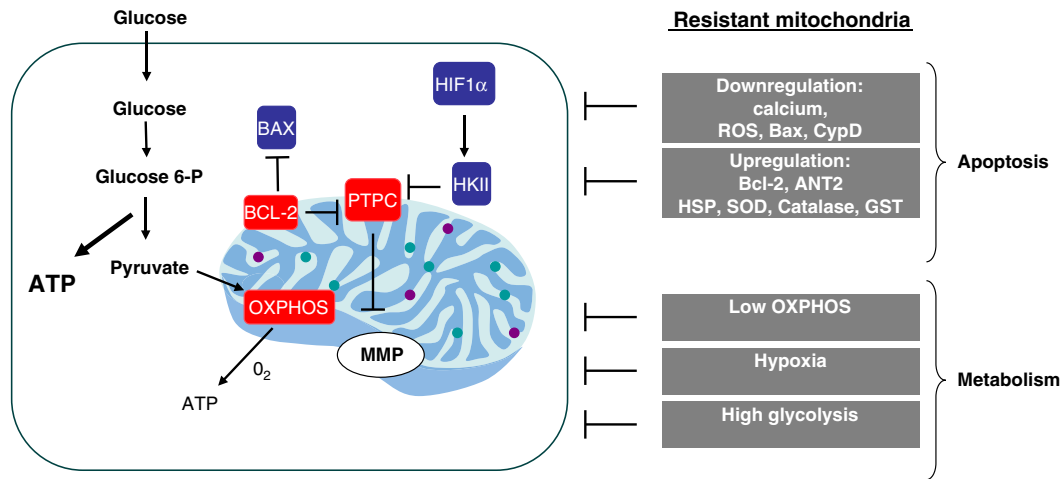 Glucose
Glucose
Glucose 6-P
ATP
Pyruvate
BAX
BCL-2
PTPC
HIF1α
HKII
OXPHOS
MMP
0₂
ATP
Resistant mitochondria
Downregulation:
calcium,
ROS, Bax, CypD
Upregulation:
Bcl-2, ANT2
HSP, SOD, Catalase, GST
Apoptosis
Low OXPHOS
Hypoxia
High glycolysis
Metabolism